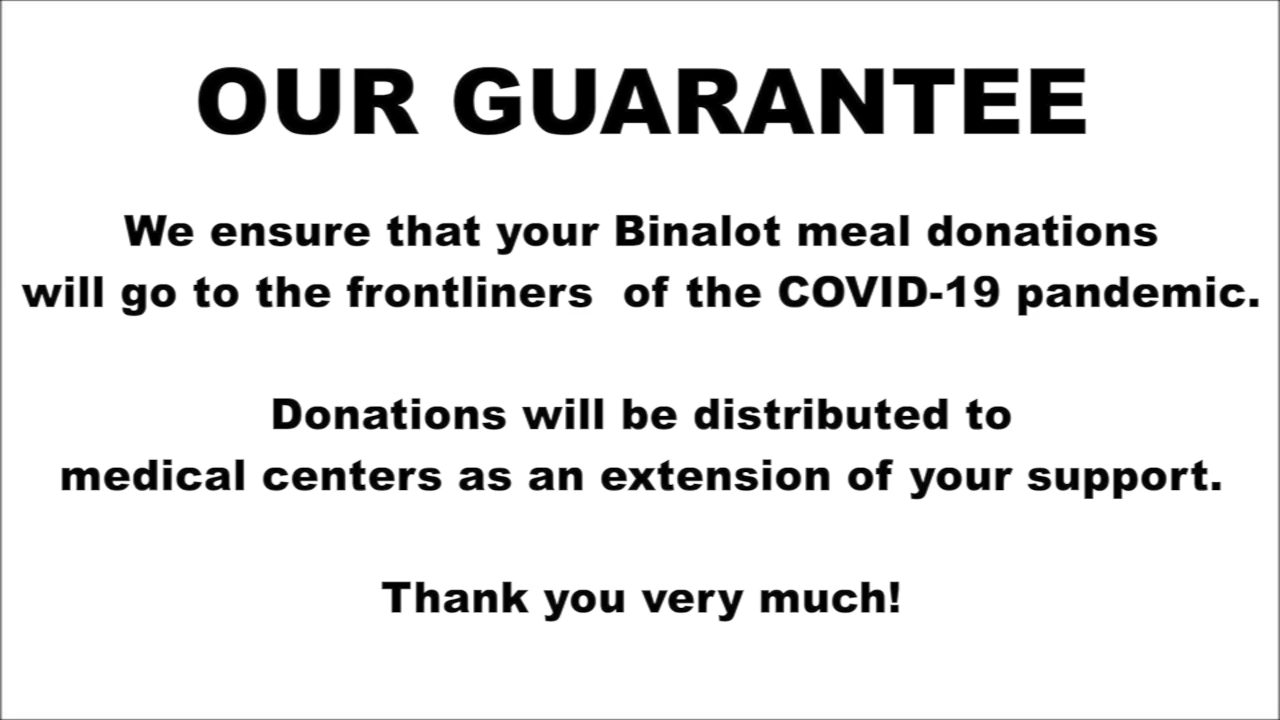 OUR GUARANTEE
We ensure that your Binalot meal donations
will go to the frontliners  of the COVID-19 pandemic.
Donations will be distributed to
medical centers as an extension of your support.
Thank you very much!